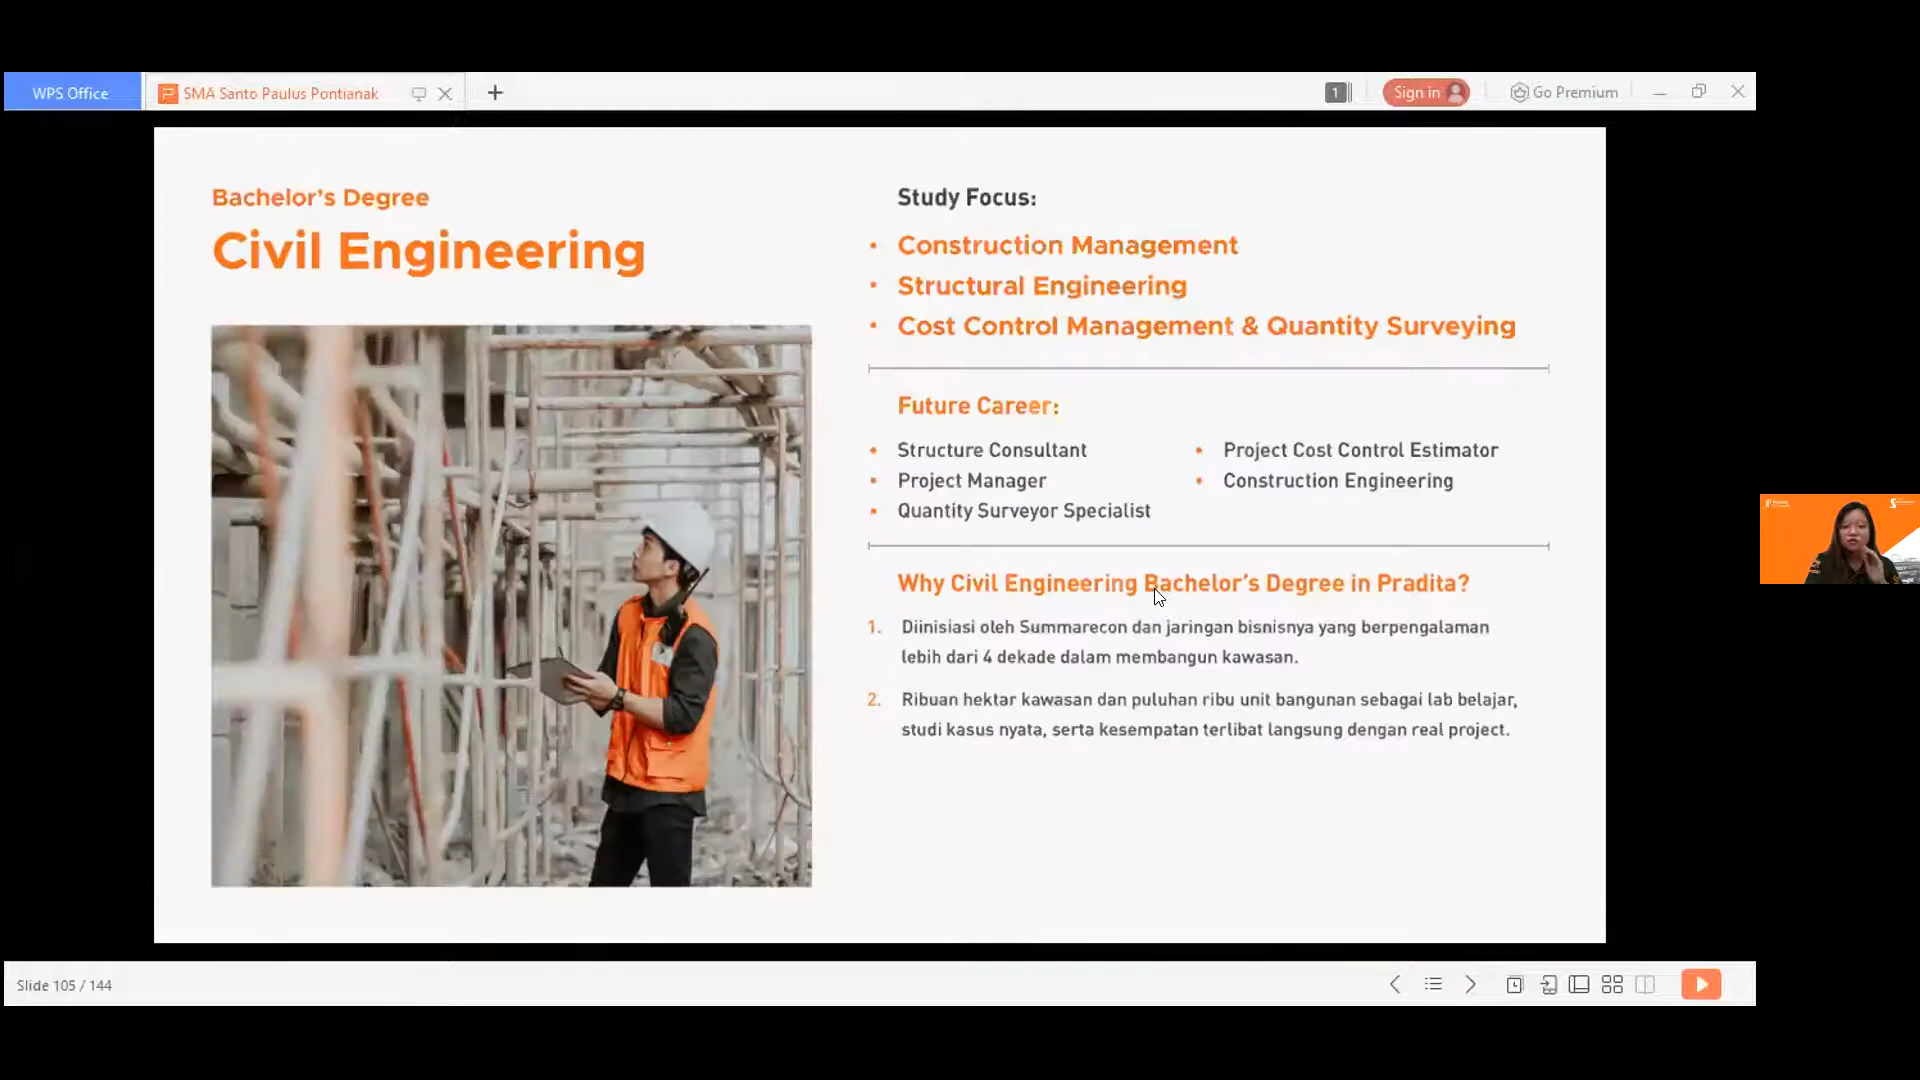 WPS Office
SMA Santo Paulus Pontianak
1
Sign in
Go Premium
Bachelor's Degree
Civil Engineering
Study Focus:
• Construction Management
• Structural Engineering
• Cost Control Management & Quantity Surveying
Future Career:
• Structure Consultant
• Project Manager
• Quantity Surveyor Specialist
• Project Cost Control Estimator
• Construction Engineering
Why Civil Engineering Bachelor's Degree in Pradita?
1. Diinisiasi oleh Summarecon dan jaringan bisnisnya yang berpengalaman
lebih dari 4 dekade dalam membangun kawasan.
2. Ribuan hektar kawasan dan puluhan ribu unit bangunan sebagai lab belajar,
studi kasus nyata, serta kesempatan terlibat langsung dengan real project.
Slide 105 / 144